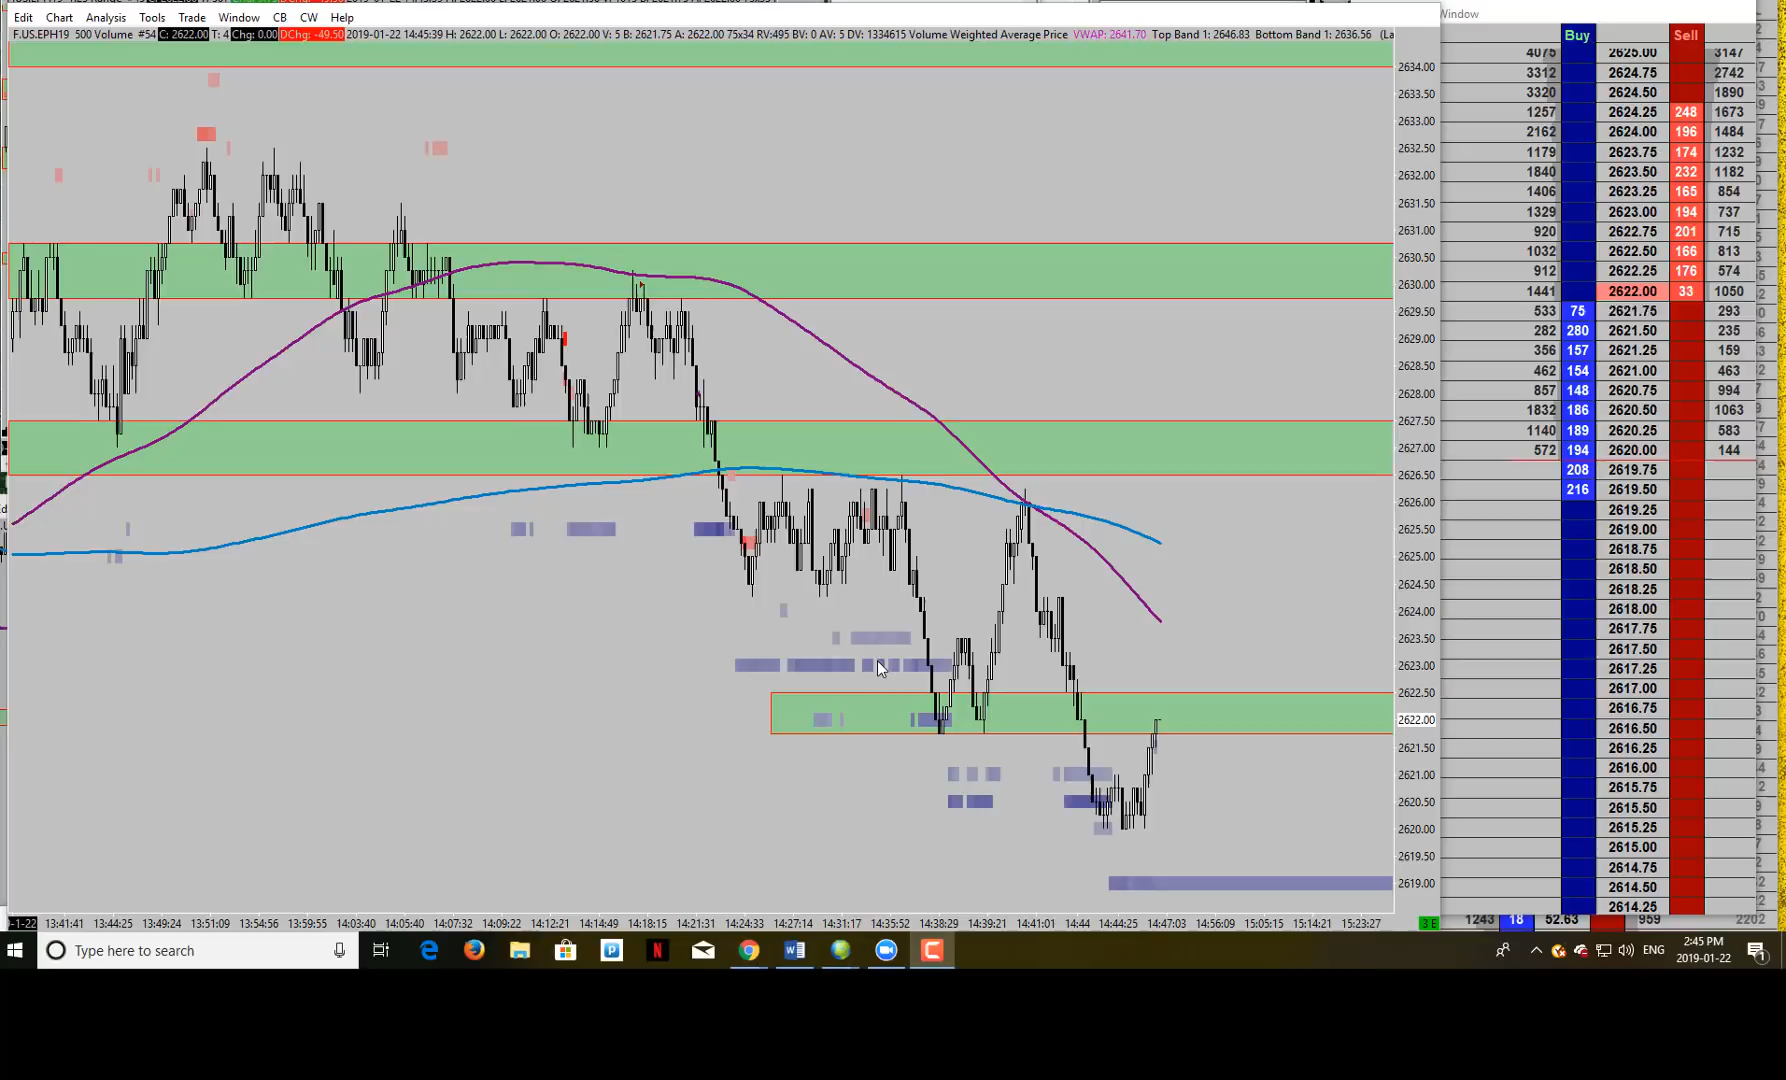 Edit Chart Analysis Tools Trade Window CB CW Help
Window
F.US.EPH19 500 Volume #54 C: 2622.00 T: 4 Chg: 0.00 DChg: -49.50 2019-01-22 14:45:39 H: 2622.00 L: 2622.00 O: 2622.00 V: 5 B: 2621.75 A: 2622.00 75x34 RV:495 BV: 0 AV: 5 DV: 1334615 Volume Weighted Average Price VWAP: 2641.70 Top Band 1: 2646.83 Bottom Band 1: 2636.56 (La
Buy Sell
4075 2625.00 3147
3312 2624.75 2742
3320 2624.50 1890
1257 2624.25 248 1673
2162 2624.00 196 1484
1179 2623.75 174 1232
1840 2623.50 232 1182
1406 2623.25 165 854
1329 2623.00 194 737
920 2622.75 201 715
1032 2622.50 166 813
912 2622.25 176 574
1441 2622.00 33 1050
533 75 2621.75 293
282 280 2621.50 235
356 157 2621.25 159
462 154 2621.00 463
857 148 2620.75 994
1832 186 2620.50 1063
1140 189 2620.25 583
572 194 2620.00 144
208 2619.75
216 2619.50
2619.25
2619.00
2618.75
2618.50
2618.25
2618.00
2617.75
2617.50
2617.25
2617.00
2616.75
2616.50
2616.25
2616.00
2615.75
2615.50
2615.25
2615.00
2614.75
2614.50
2614.25
1243 18 52.63 959 2202
2634.00
2633.50
2633.00
2632.50
2632.00
2631.50
2631.00
2630.50
2630.00
2629.50
2629.00
2628.50
2628.00
2627.50
2627.00
2626.50
2626.00
2625.50
2625.00
2624.50
2624.00
2623.50
2623.00
2622.50
2622.00
2621.50
2621.00
2620.50
2620.00
2619.50
2619.00
-1-22 13:41:41 13:44:25 13:49:24 13:51:09 13:54:28 13:59:55 14:03:40 14:05:40 14:07:32 14:09:22 14:12:21 14:14:49 14:18:15 14:21:31 14:24:33 14:27:14 14:31:17 14:35:52 14:38:29 14:39:21 14:41:01 14:44 14:44:25 14:47:03 14:56:09 15:05:14 15:14:21 15:23:27 3 E
Type here to search
ENG
2:45 PM
2019-01-22
1